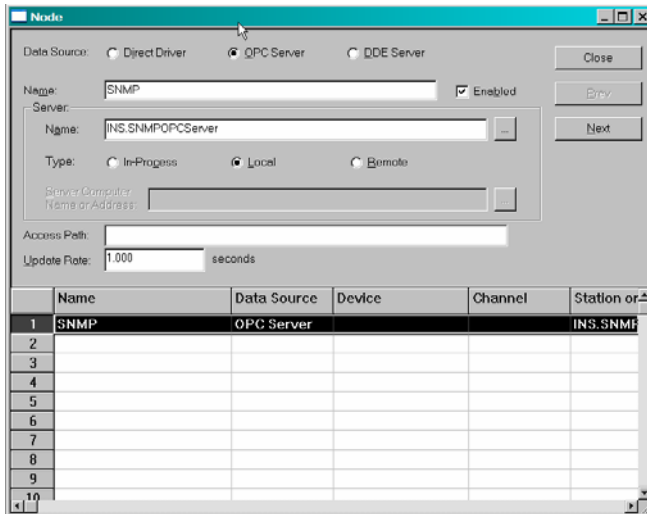 Node
Data Source: Direct Driver OPC Server DDE Server Close
Name: SNMP Enabled Prev
Server:
Name: INS.SNMPOPCServer ... Next
Type: In-Process Local Remote
Server Computer
Name or Address: ...
Access Path:
Update Rate: 1.000 seconds
Name Data Source Device Channel Station or
1 SNMP OPC Server INS.SNMP
2
3
4
5
6
7
8
9
10